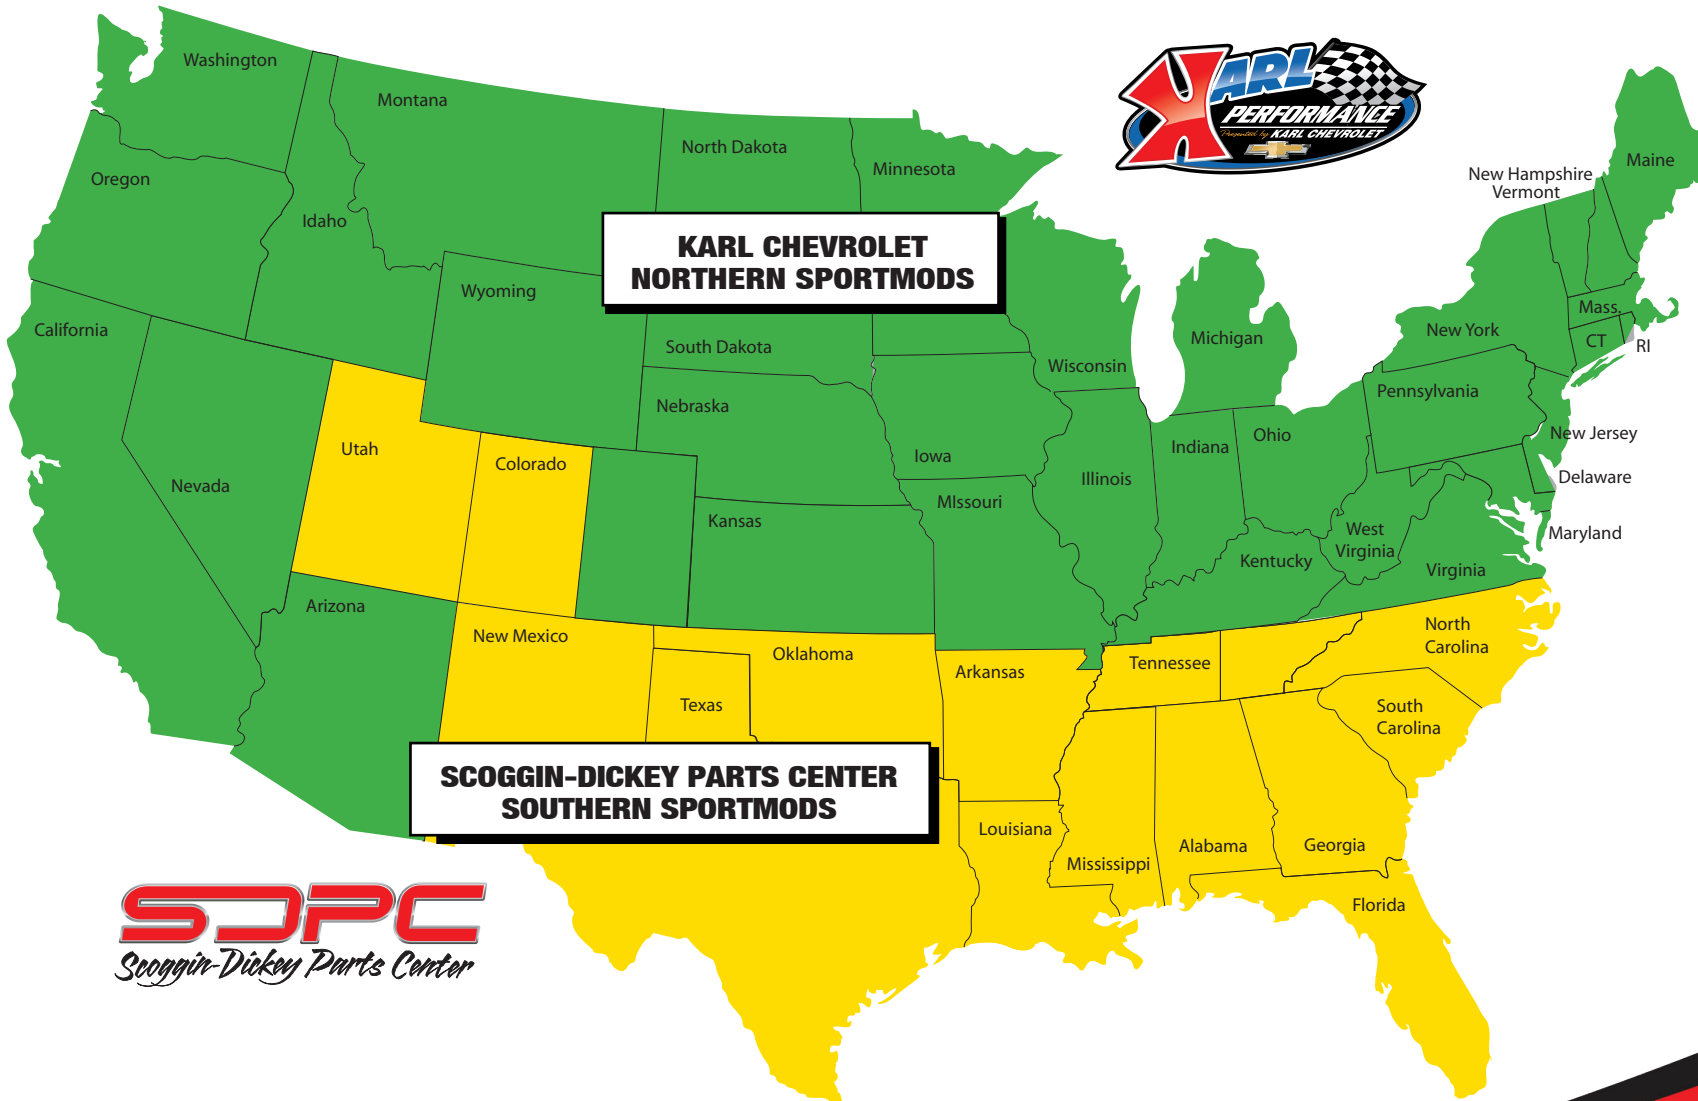 Washington
Montana
North Dakota
Minnesota
Oregon
Idaho
Wyoming
KARL
PERFORMANCE
Presented by KARL CHEVROLET
Maine
New Hampshire
Vermont
KARL CHEVROLET
NORTHERN SPORTMODS
California
South Dakota
Nebraska
Wisconsin
Michigan
New York
Mass.
CT
RI
Pennsylvania
New Jersey
Delaware
Maryland
Utah
Colorado
Nevada
Iowa
Illinois
Indiana
Ohio
Kansas
MIssouri
Kentucky
West
Virginia
Virginia
Arizona
New Mexico
Oklahoma
Texas
Arkansas
Tennessee
North
Carolina
South
Carolina
SCOGGIN-DICKEY PARTS CENTER
SOUTHERN SPORTMODS
Louisiana
Mississippi
Alabama
Georgia
Florida
SDPC
Scoggin-Dickey Parts Center